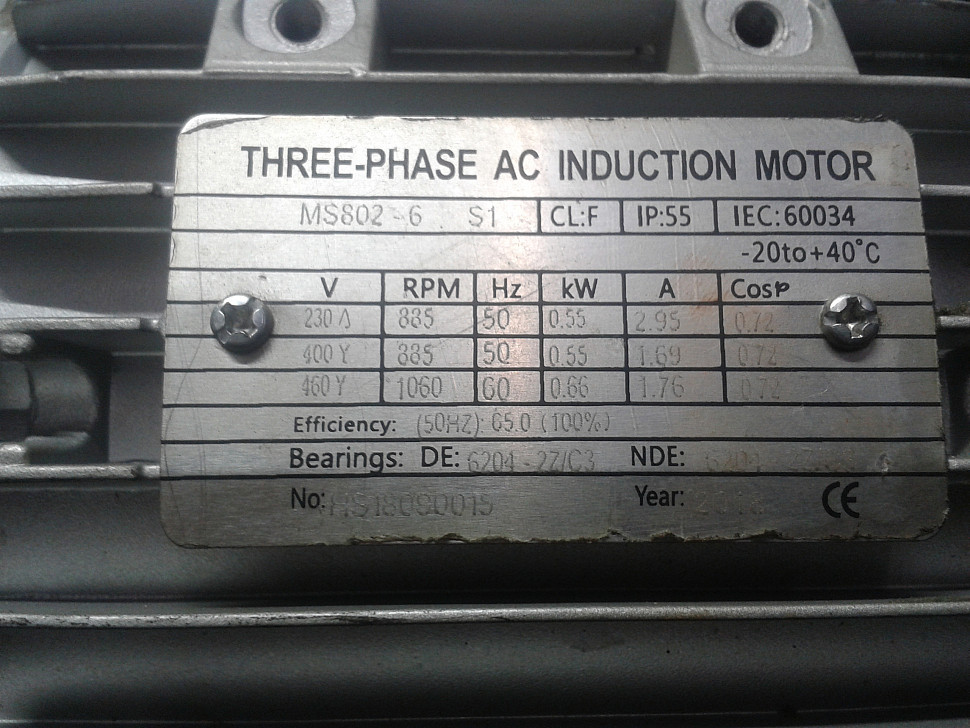 THREE-PHASE AC INDUCTION MOTOR
MS802-6 S1 CL:F IP:55 IEC:60034
-20to+40°C
V RPM Hz kW A Cosφ
230 Δ 885 50 0.55 2.95 0.72
400 Y 885 50 0.55 1.69 0.72
460 Y 1060 60 0.66 1.76 0.72
Efficiency: (50HZ): 65.0 (100%)
Bearings: DE: 6204-2Z/C3 NDE:
No: Year: CE